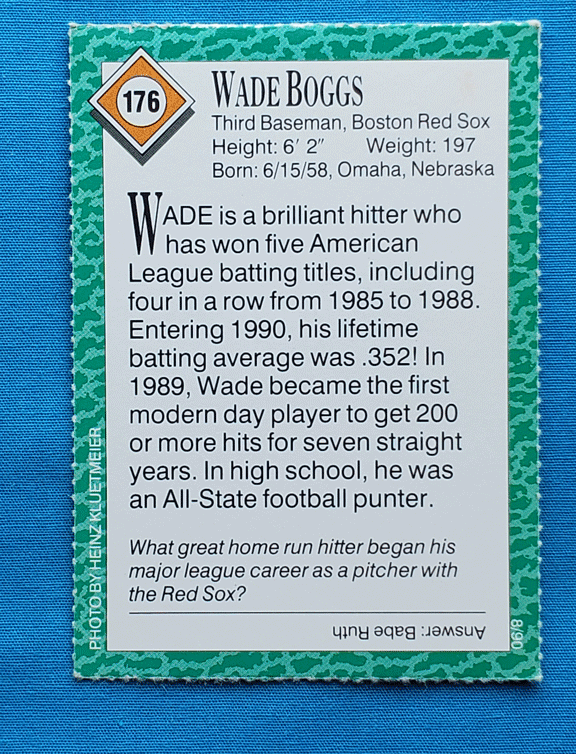 176
WADE BOGGS
Third Baseman, Boston Red Sox
Height: 6' 2" Weight: 197
Born: 6/15/58, Omaha, Nebraska
WADE is a brilliant hitter who
has won five American
League batting titles, including
four in a row from 1985 to 1988.
Entering 1990, his lifetime
batting average was .352! In
1989, Wade became the first
modern day player to get 200
or more hits for seven straight
years. In high school, he was
an All-State football punter.
What great home run hitter began his
major league career as a pitcher with
the Red Sox?
Answer: Babe Ruth
PHOTO BY HEINZ KLUETMEIER
8/90